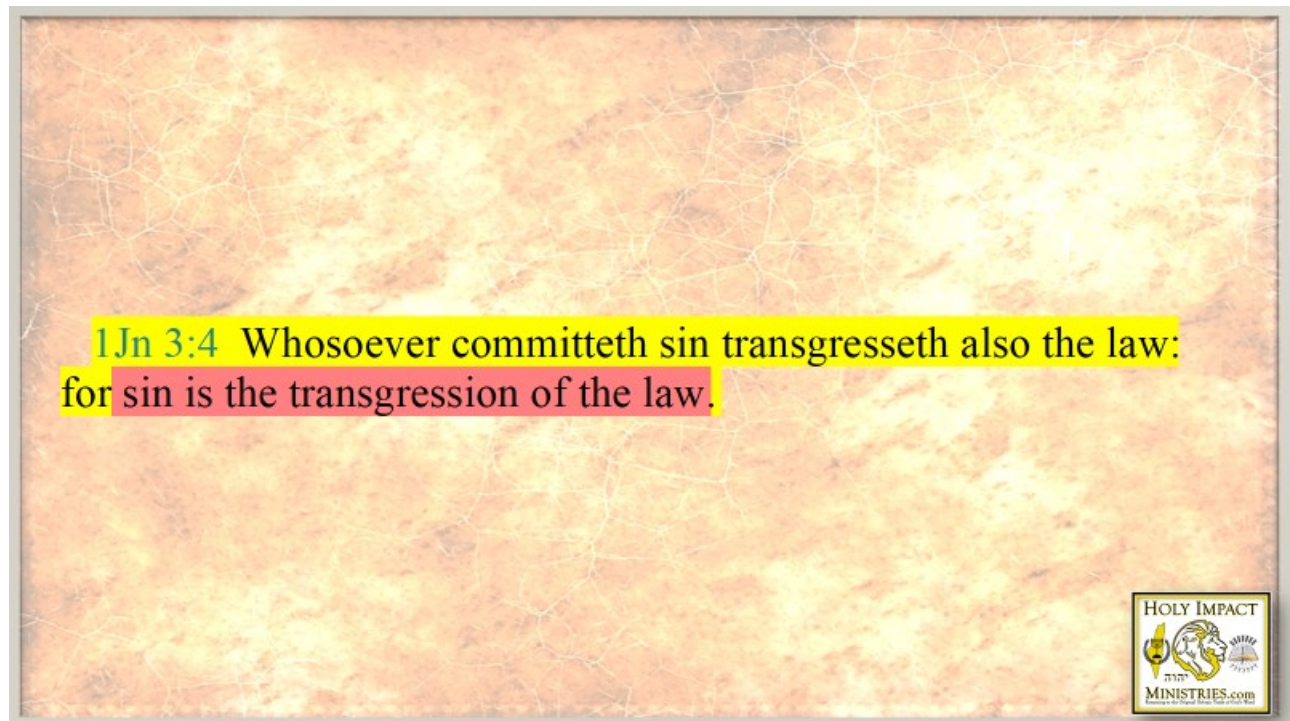 1Jn 3:4 Whosoever committeth sin transgresseth also the law:
for sin is the transgression of the law.
HOLY IMPACT
יהוה
MINISTRIES.com